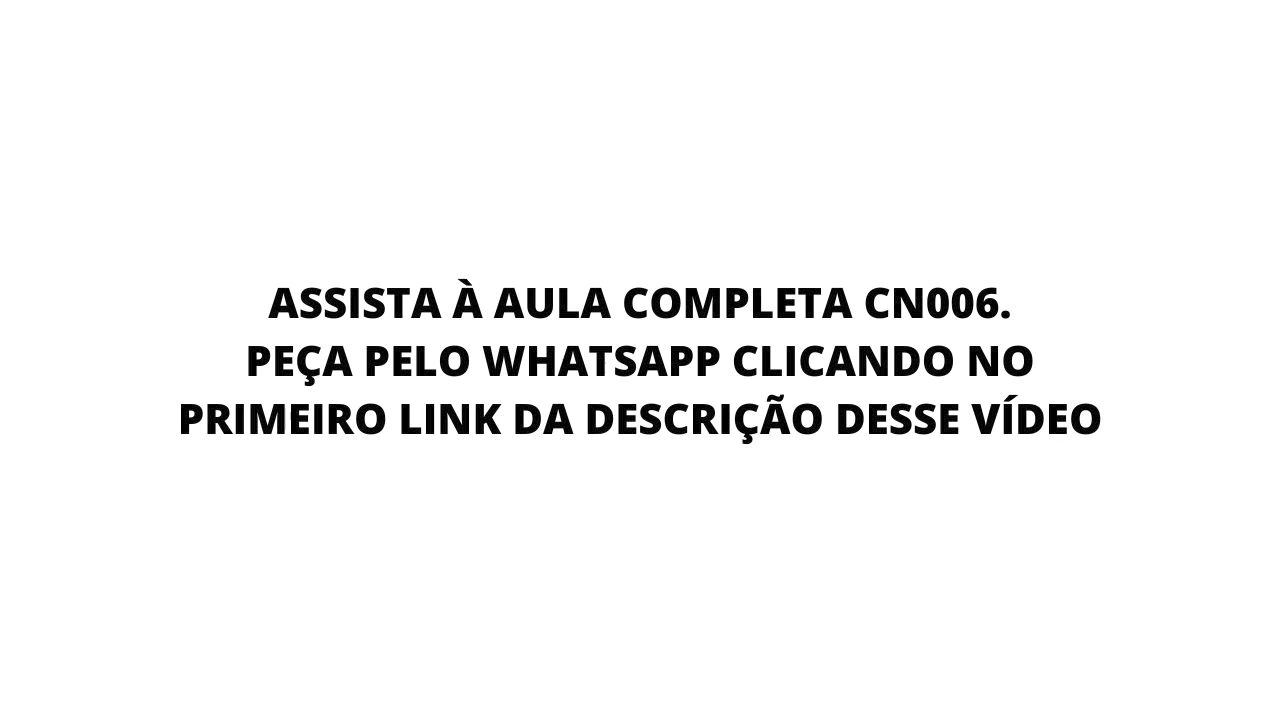 ASSISTA À AULA COMPLETA CN006.
PEÇA PELO WHATSAPP CLICANDO NO
PRIMEIRO LINK DA DESCRIÇÃO DESSE VÍDEO